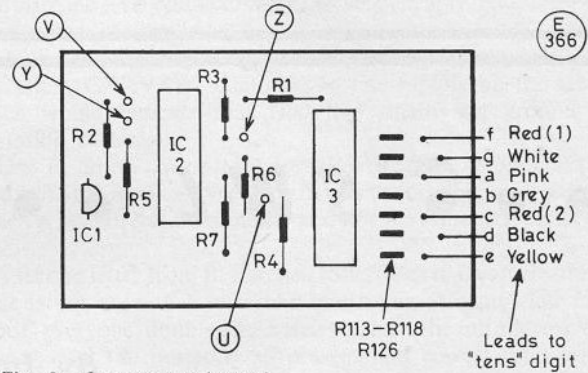 E
366
V
Z
Y
R3
R1
R2
IC
2
R5
IC1
R6
IC
3
R7
R4
U
f Red (1)
g White
a Pink
b Grey
c Red (2)
d Black
e Yellow
R113–R118
R126
Leads to
"tens" digit